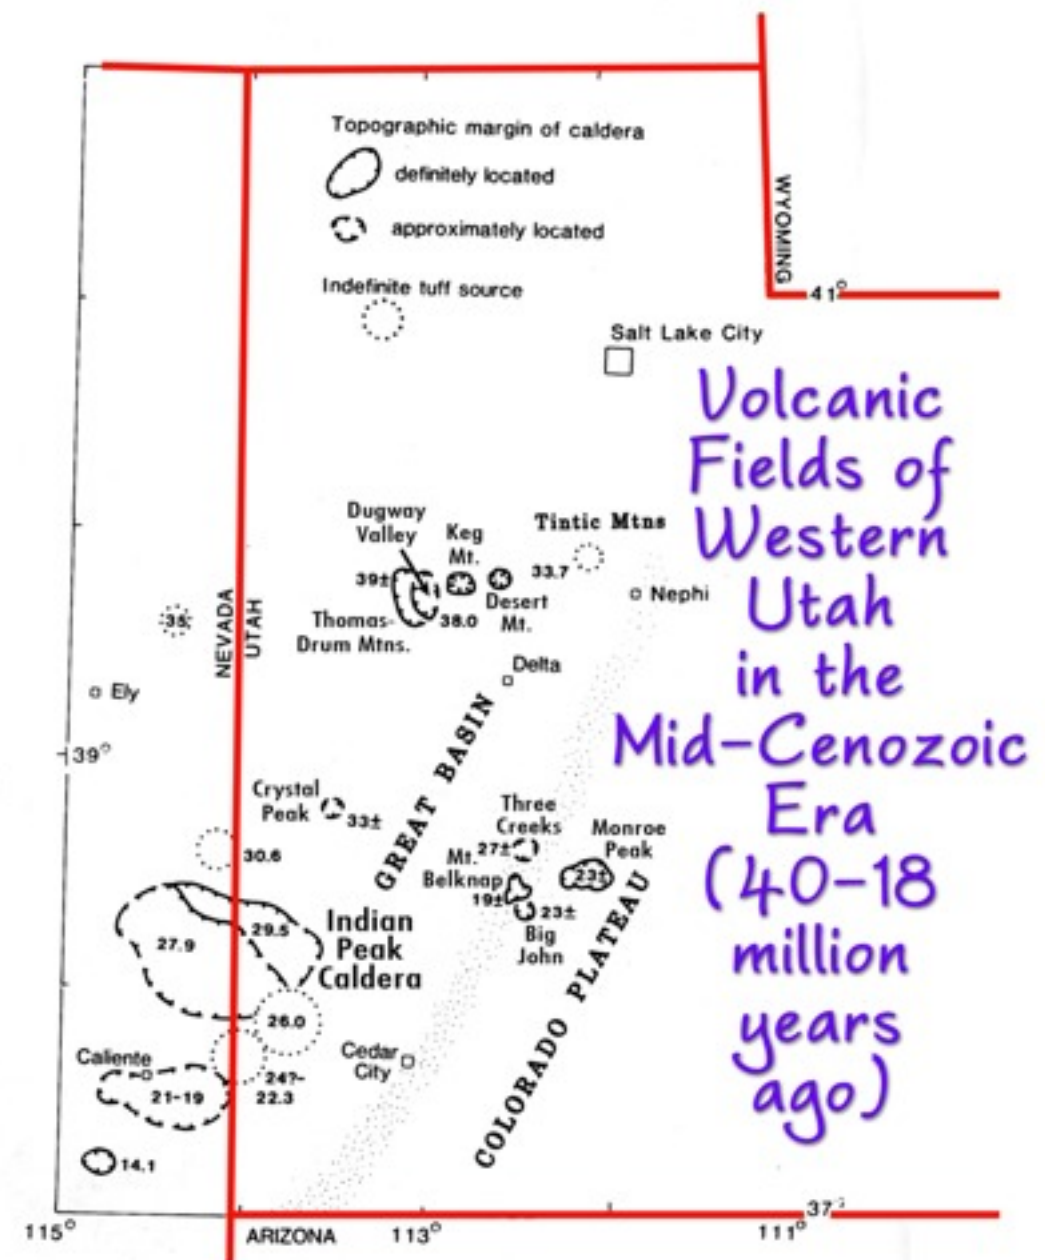 Topographic margin of caldera
definitely located
approximately located
Indefinite tuff source
WYOMING
41°
Salt Lake City
Volcanic
Fields of
Western
Utah
in the
Mid-Cenozoic
Era
(40-18
million
years
ago)
Dugway
Valley
Keg
Mt.
Tintic Mtns
39±
33.7
Desert
Mt.
Nephi
38.0
Thomas-
Drum Mtns.
35
NEVADA
UTAH
Delta
Ely
39°
GREAT BASIN
Crystal
Peak
33±
Three
Creeks
27±
Monroe
Peak
23±
Mt.
Belknap
19±
23±
Big
John
30.6
29.5
27.9
Indian
Peak
Caldera
COLORADO PLATEAU
26.0
Cedar
City
Caliente
24?-
22.3
21-19
14.1
37°
115°
ARIZONA
113°
111°